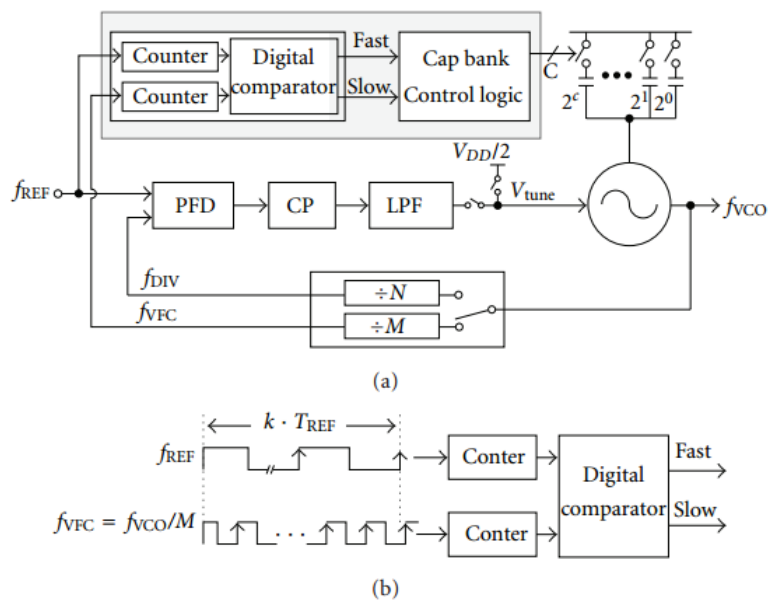 Counter
Digital comparator
Fast
Counter
Slow
Cap bank Control logic
C
2^c
2^1
2^0
V_DD/2
f_REF
PFD
CP
LPF
V_tune
f_VCO
f_DIV
÷N
f_VFC
÷M
(a)
k · T_REF
f_REF
Conter
Digital comparator
Fast
f_VFC = f_VCO/M
Conter
Slow
(b)